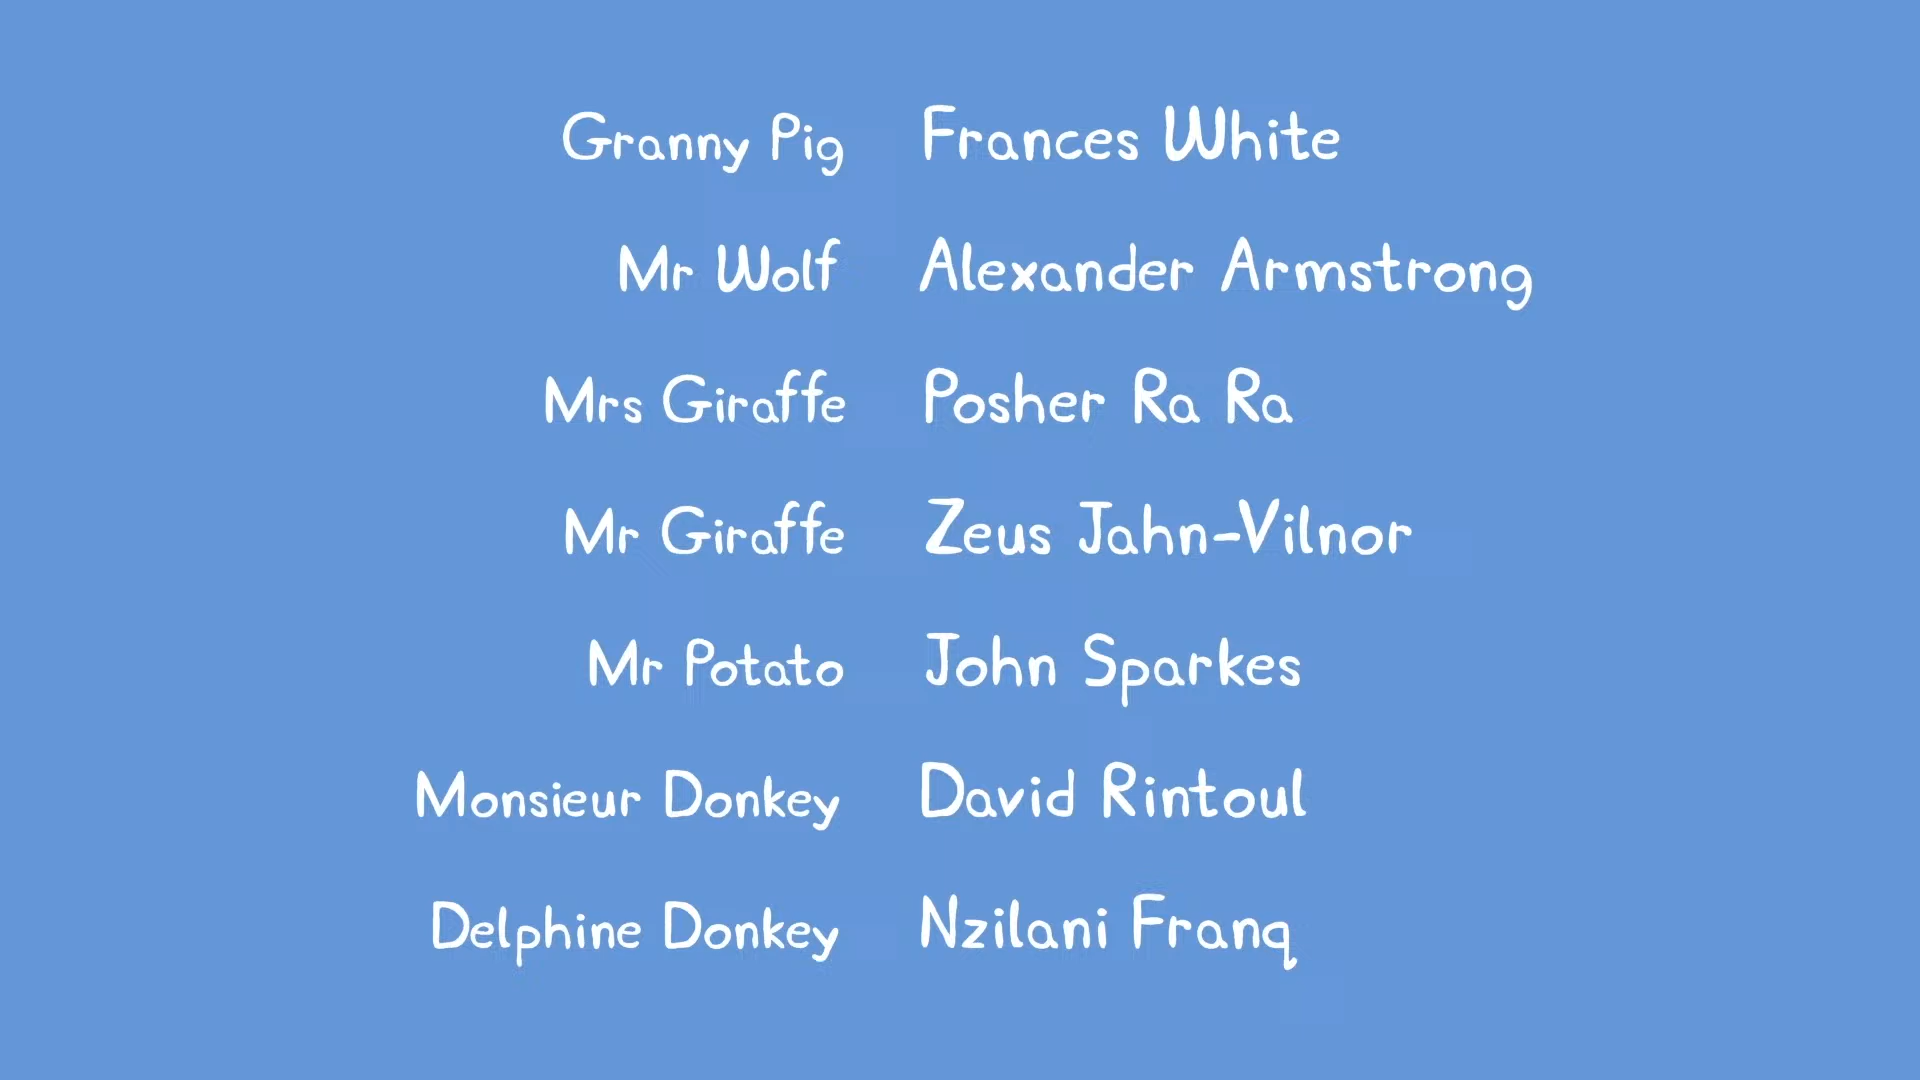 Granny Pig Frances White
Mr Wolf Alexander Armstrong
Mrs Giraffe Posher Ra Ra
Mr Giraffe Zeus Jahn-Vilnor
Mr Potato John Sparkes
Monsieur Donkey David Rintoul
Delphine Donkey Nzilani Franq